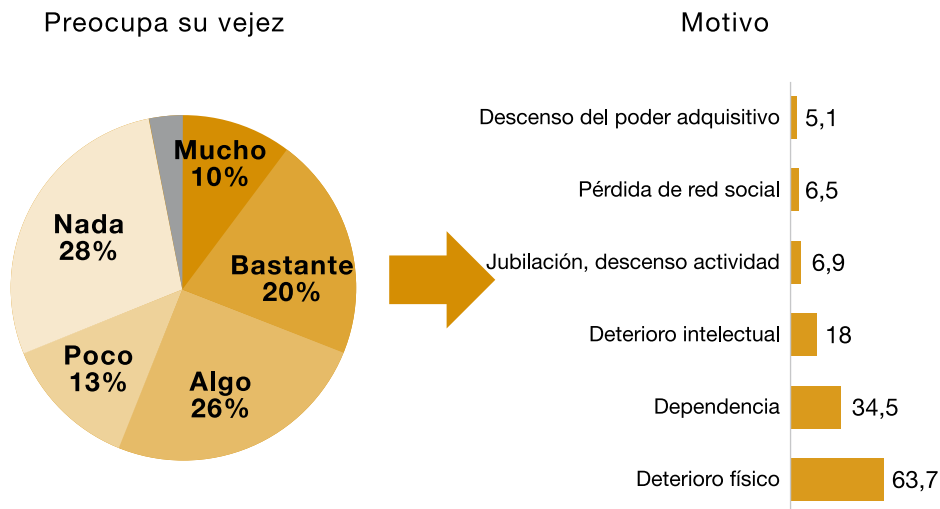 Preocupa su vejez
Mucho
10%
Bastante
20%
Algo
26%
Poco
13%
Nada
28%
Motivo
Descenso del poder adquisitivo 5,1
Pérdida de red social 6,5
Jubilación, descenso actividad 6,9
Deterioro intelectual 18
Dependencia 34,5
Deterioro físico 63,7